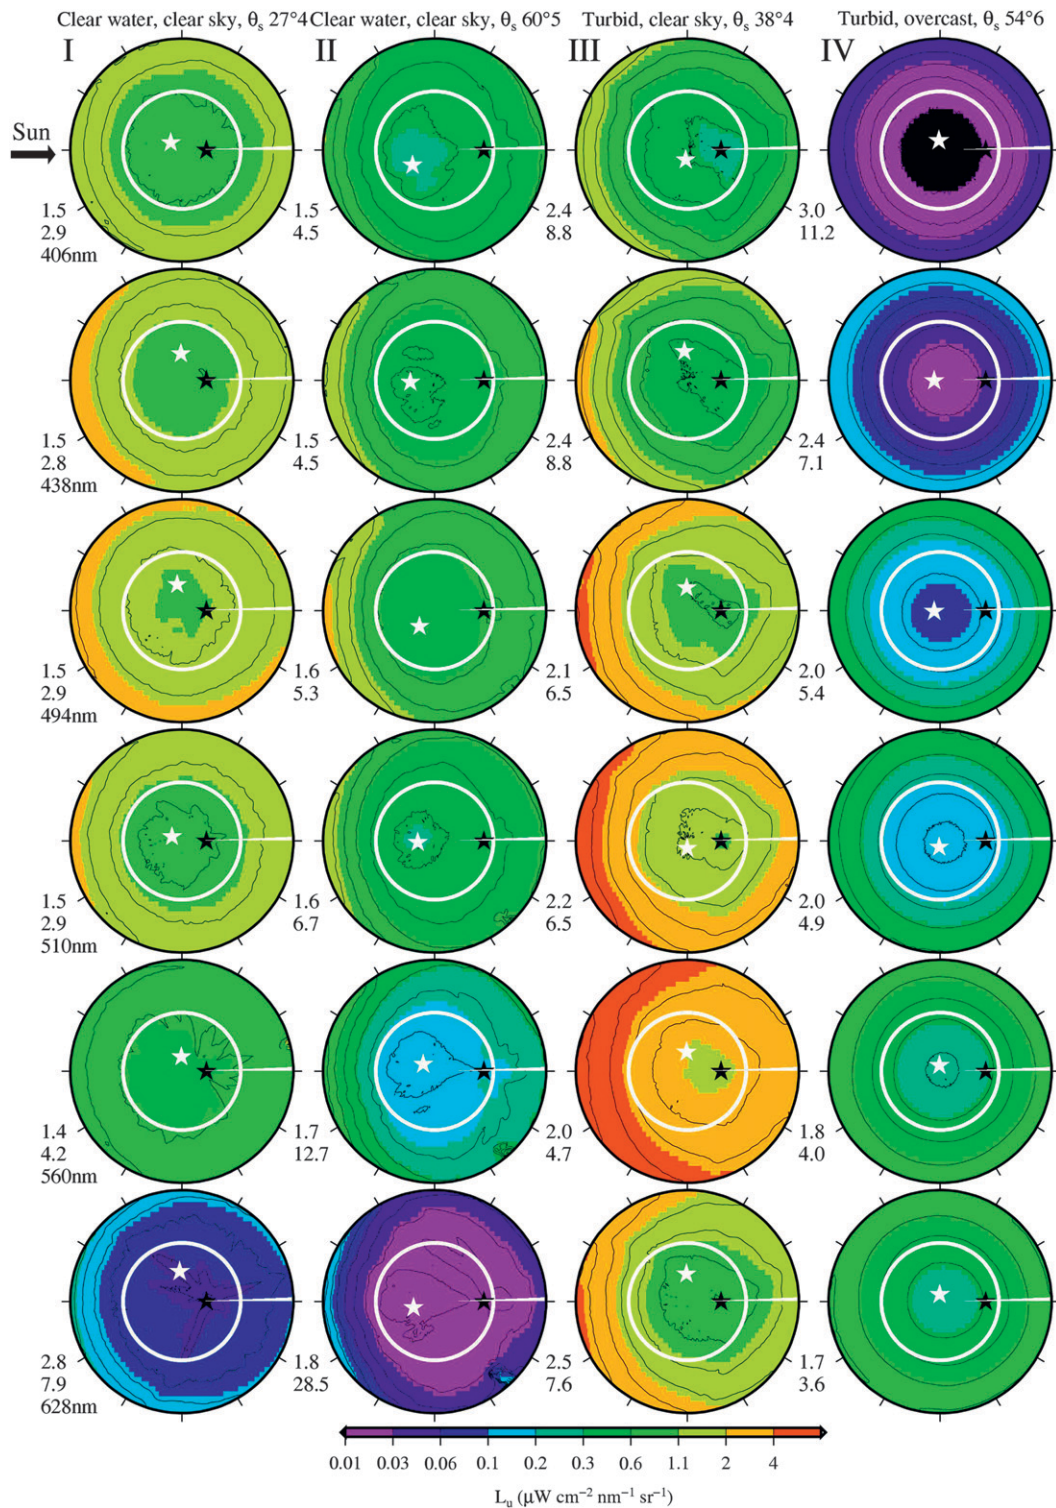 Clear water, clear sky, θs 27°4
Clear water, clear sky, θs 60°5
Turbid, clear sky, θs 38°4
Turbid, overcast, θs 54°6
I
II
III
IV
Sun
1.5
2.9
406nm
1.5
4.5
2.4
8.8
3.0
11.2
1.5
2.8
438nm
1.5
4.5
2.4
8.8
2.4
7.1
1.5
2.9
494nm
1.6
5.3
2.1
6.5
2.0
5.4
1.5
2.9
510nm
1.6
6.7
2.2
6.5
2.0
4.9
1.4
4.2
560nm
1.7
12.7
2.0
4.7
1.8
4.0
2.8
7.9
628nm
1.8
28.5
2.5
7.6
1.7
3.6
0.01 0.03 0.06 0.1 0.2 0.3 0.6 1.1 2 4
Lu (μW cm−2 nm−1 sr−1)